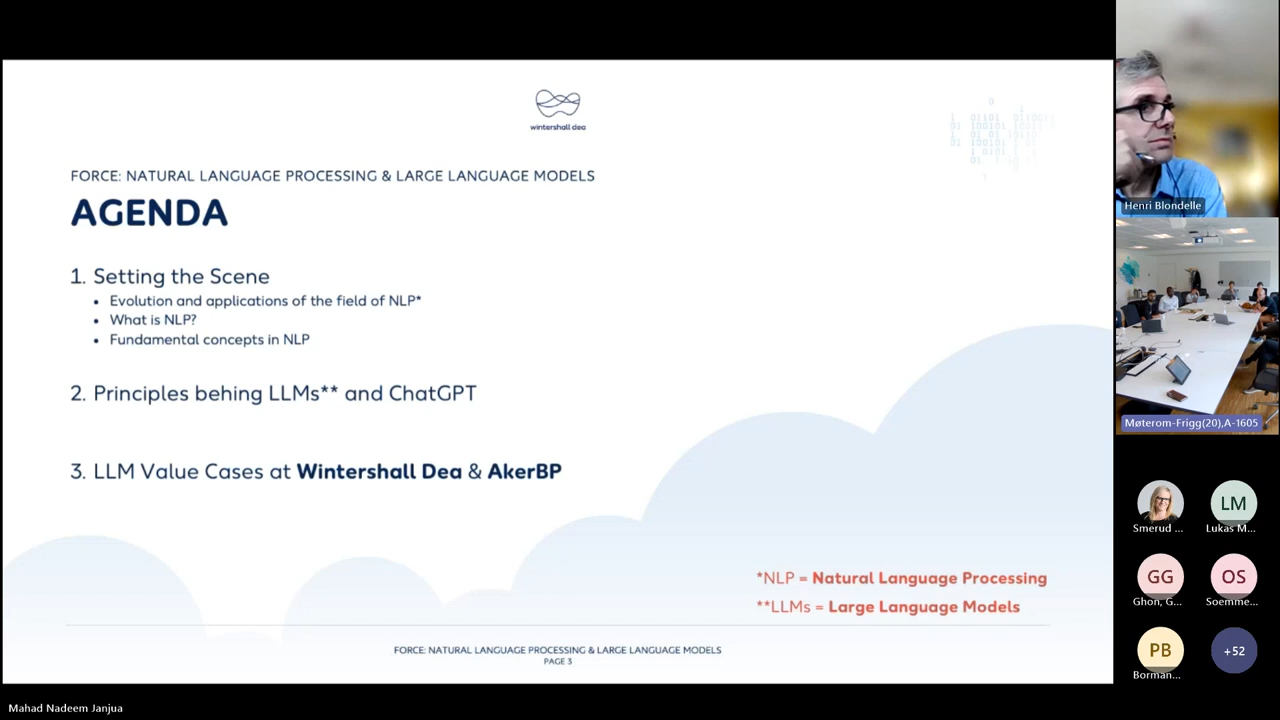 wintershall dea
FORCE: NATURAL LANGUAGE PROCESSING & LARGE LANGUAGE MODELS
AGENDA
1. Setting the Scene
• Evolution and applications of the field of NLP*
• What is NLP?
• Fundamental concepts in NLP
2. Principles behing LLMs** and ChatGPT
3. LLM Value Cases at Wintershall Dea & AkerBP
*NLP = Natural Language Processing
**LLMs = Large Language Models
FORCE: NATURAL LANGUAGE PROCESSING & LARGE LANGUAGE MODELS
PAGE 3
Henri Blondelle
Møterom-Frigg(20),A-1605
Smerud ...
LM
Lukas M...
GG
Ghon, G...
OS
Soemme...
PB
Borman...
+52
Mahad Nadeem Janjua